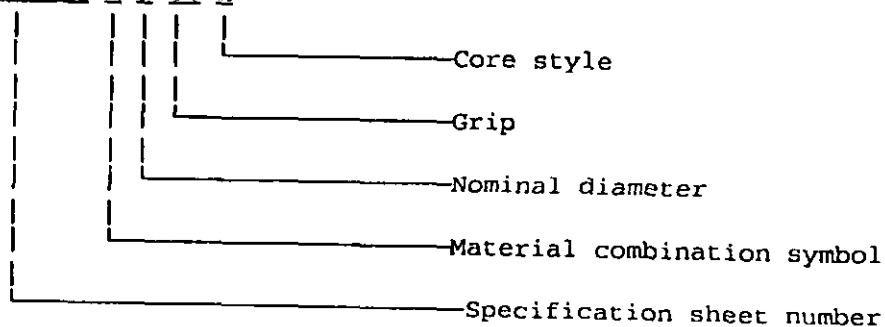 Core style
Grip
Nominal diameter
Material combination symbol
Specification sheet number